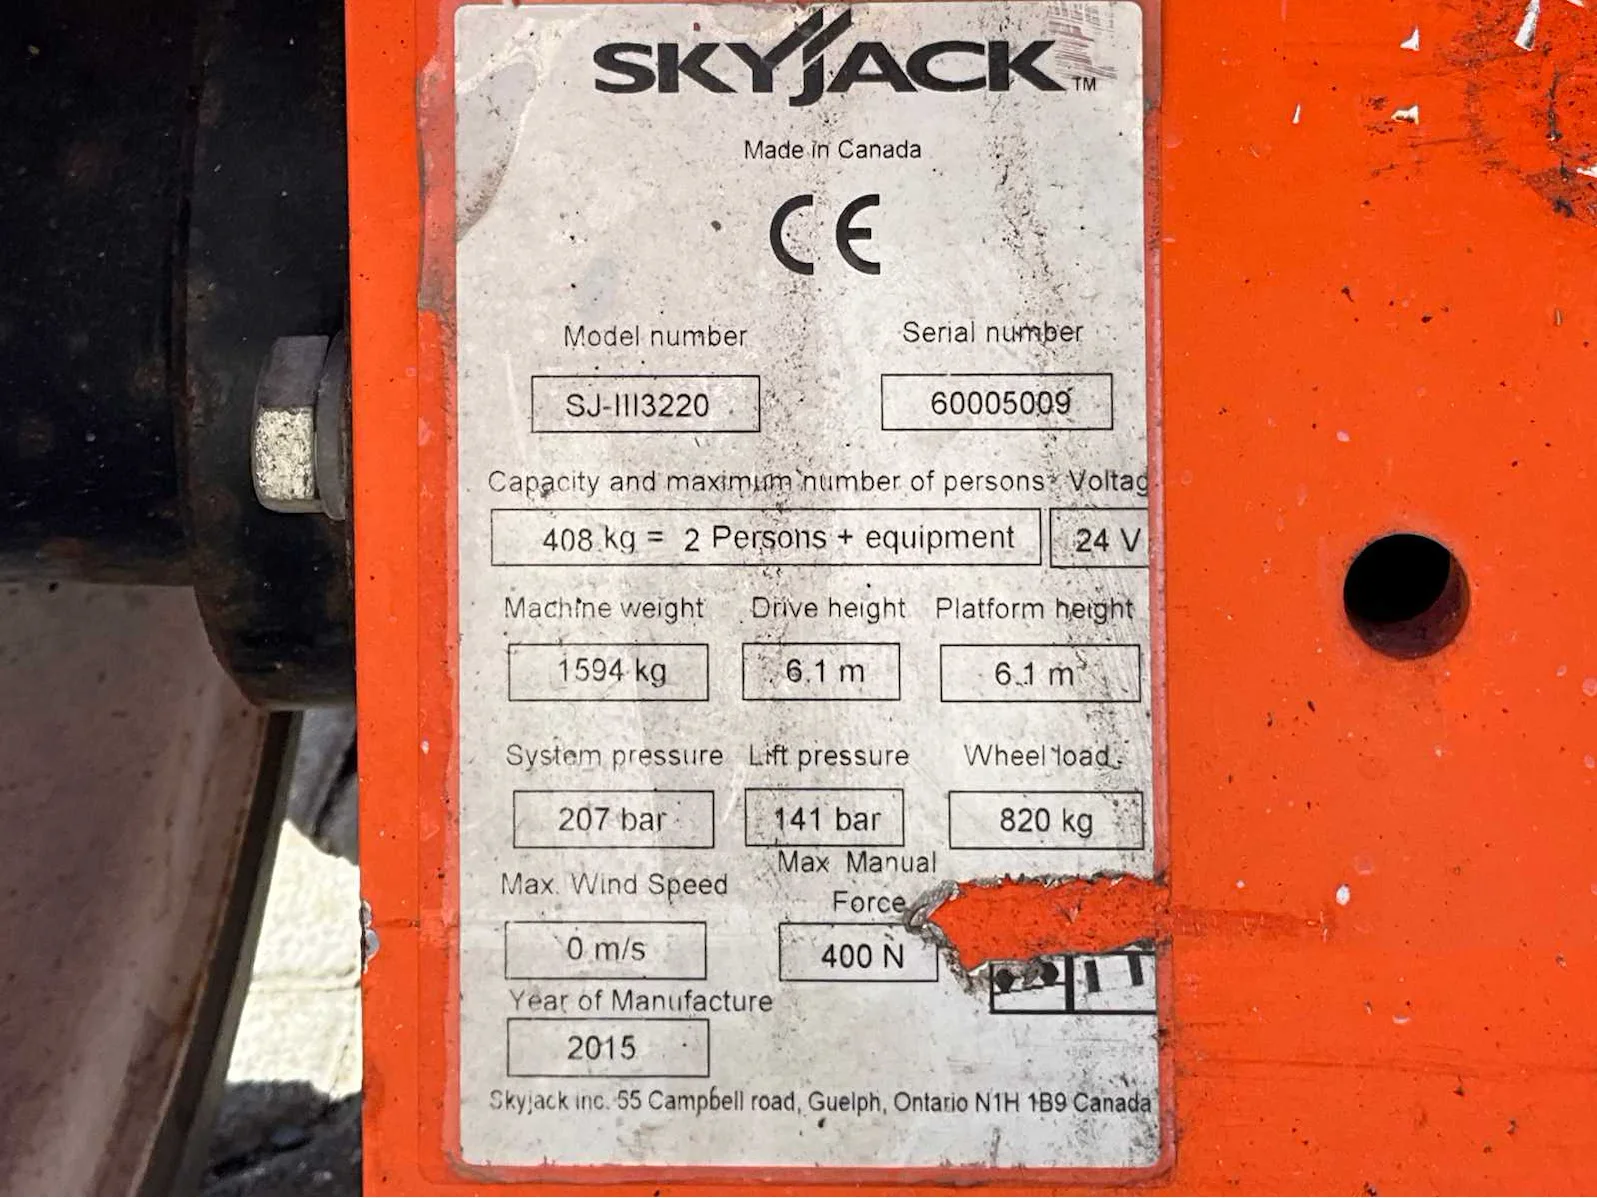 SKYJACK™
Made in Canada
CE
Model number Serial number
SJ-III3220 60005009
Capacity and maximum number of persons Voltag
408 kg = 2 Persons + equipment 24 V
Machine weight Drive height Platform height
1594 kg 6.1 m 6.1 m
System pressure Lift pressure Wheel load
207 bar 141 bar 820 kg
Max. Wind Speed Max Manual Force
0 m/s 400 N
Year of Manufacture
2015
Skyjack inc. 55 Campbell road, Guelph, Ontario N1H 1B9 Canada